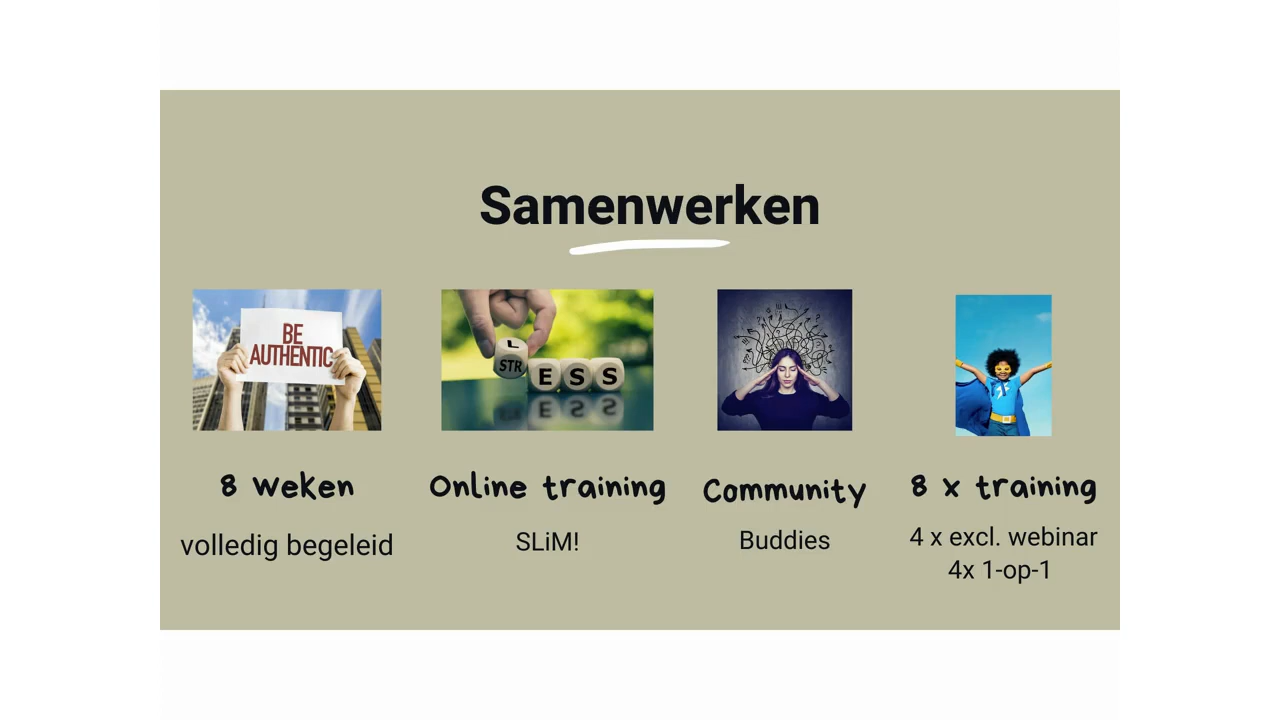 Samenwerken
BE
AUTHENTIC
L
STR
E S S
8 weken
Online training
Community
8 x training
volledig begeleid
SLiM!
Buddies
4 x excl. webinar
4x 1-op-1